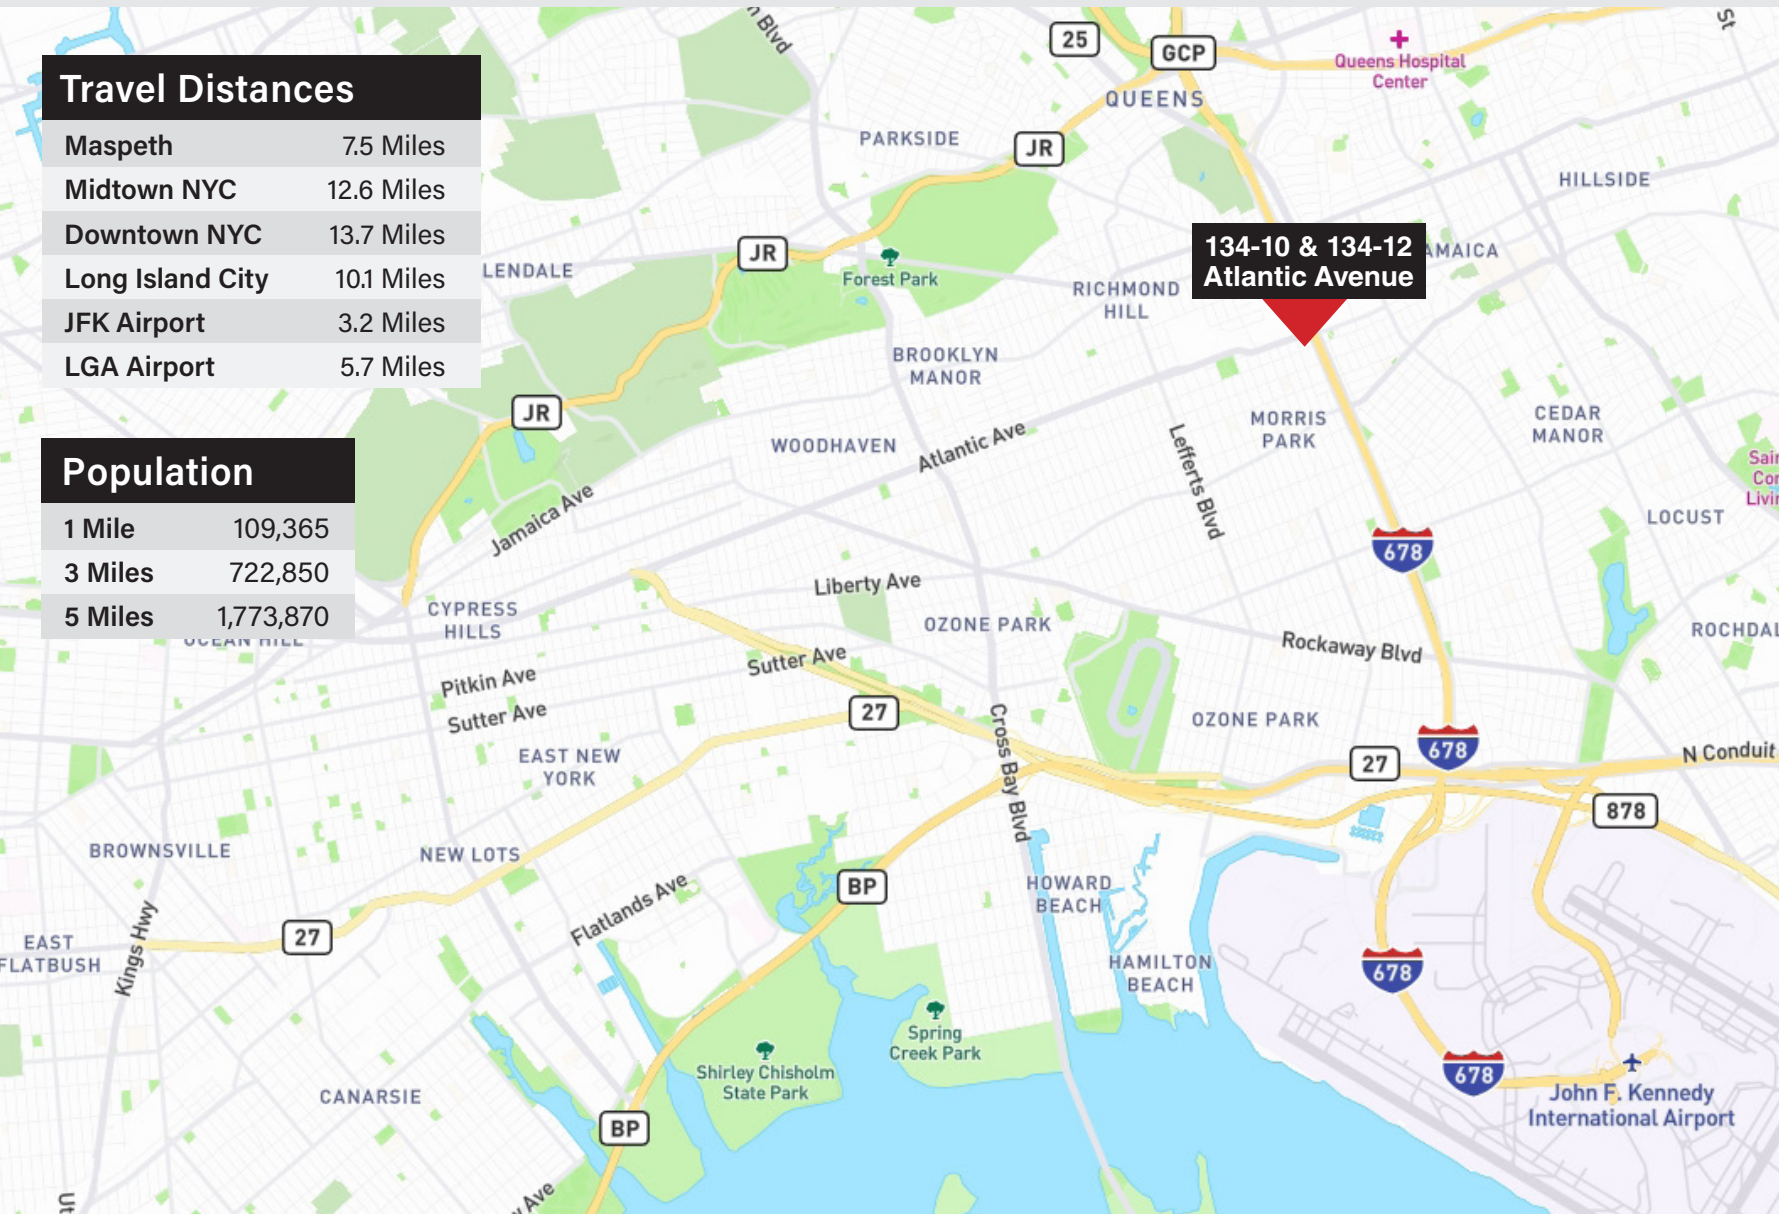 Travel Distances
Maspeth 7.5 Miles
Midtown NYC 12.6 Miles
Downtown NYC 13.7 Miles
Long Island City 10.1 Miles
JFK Airport 3.2 Miles
LGA Airport 5.7 Miles
Population
1 Mile 109,365
3 Miles 722,850
5 Miles 1,773,870
134-10 & 134-12
Atlantic Avenue
Blvd
25
GCP
Queens Hospital
Center
St
QUEENS
PARKSIDE
JR
HILLSIDE
JR
LENDALE
Forest Park
RICHMOND
HILL
AMAICA
BROOKLYN
MANOR
JR
WOODHAVEN
Atlantic Ave
Lefferts Blvd
MORRIS
PARK
CEDAR
MANOR
Jamaica Ave
LOCUST
678
Liberty Ave
CYPRESS
HILLS
OZONE PARK
OCEAN HILL
Rockaway Blvd
ROCHDAL
Sutter Ave
Pitkin Ave
Sutter Ave
27
Cross Bay Blvd
OZONE PARK
678
27
N Conduit
EAST NEW
YORK
878
BROWNSVILLE
NEW LOTS
Flatlands Ave
BP
HOWARD
BEACH
Kings Hwy
27
EAST
FLATBUSH
HAMILTON
BEACH
678
Spring
Creek Park
Shirley Chisholm
State Park
678
John F. Kennedy
International Airport
CANARSIE
BP
Ave